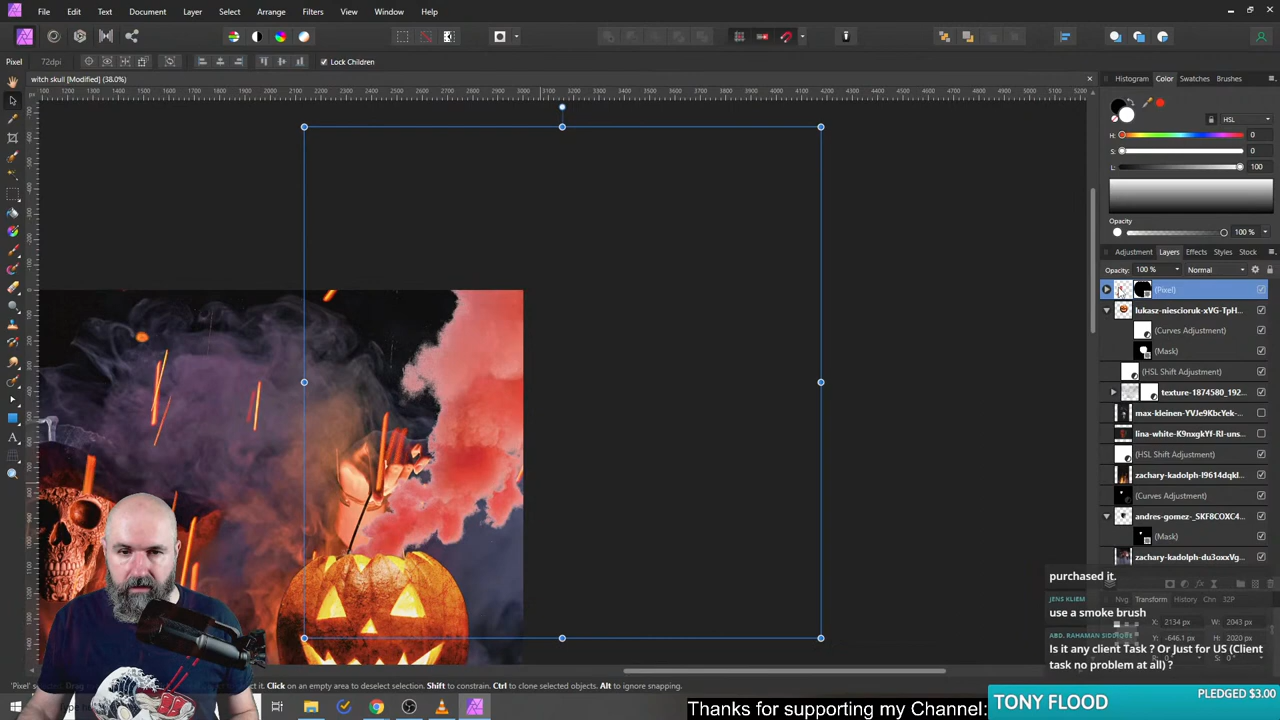 File Edit Text Document Layer Select Arrange Filters View Window Help
Pixel 72dpi Lock Children
witch skull [Modified] (38.0%)
Histogram Color Swatches Brushes
HSL
H: 0
S: 0
L: 100
Opacity
100 %
Adjustment Layers Effects Styles Stock
Opacity: 100 % Normal
(Pixel)
lukasz-niescioruk-xVG-TpH...
(Curves Adjustment)
(Mask)
(HSL Shift Adjustment)
texture-1874580_192...
max-kleinen-YVJe9KbcYek-...
lina-white-K9nxgkYf-RI-uns...
(HSL Shift Adjustment)
zachary-kadolph-I9614dqkl...
(Curves Adjustment)
andres-gomez-_SKF8COXC4...
(Mask)
zachary-kadolph-du3oxxVg...
purchased it.
Nvg Transform History Chn 32P
JENS KLIEM
use a smoke brush
X: 2134 px W: 2043 px
Y: -646.1 px H: 2020 px
ABD. RAHAMAN SIDDIQUE
Is it any client Task ? Or Just for US (Client
task no problem at all) ?
Click on an empty area to deselect selection. Shift to constrain. Ctrl to clone selected objects. Alt to ignore snapping.
TONY FLOOD PLEDGED $3.00
Thanks for supporting my Channel: